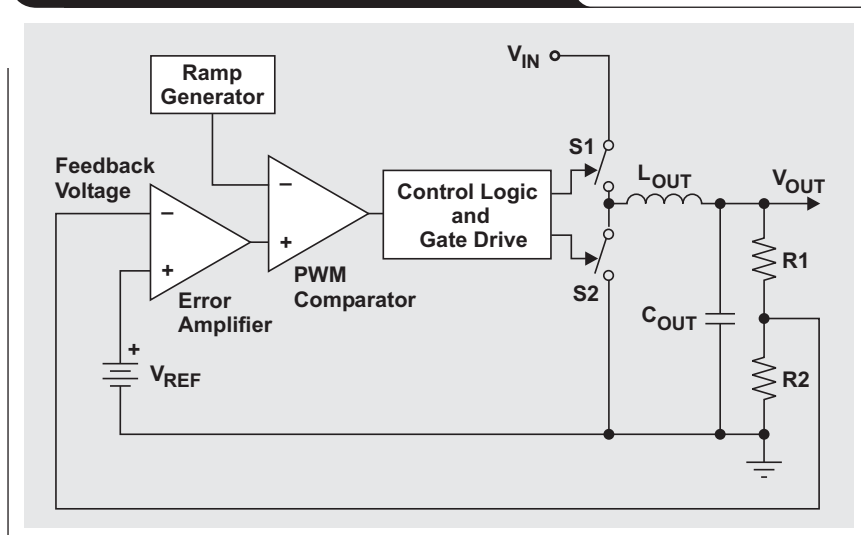 Ramp
Generator
V_IN
S1
L_OUT
V_OUT
Feedback
Voltage
−
+
−
+
Control Logic
and
Gate Drive
R1
PWM
Comparator
S2
Error
Amplifier
C_OUT
+
V_REF
R2